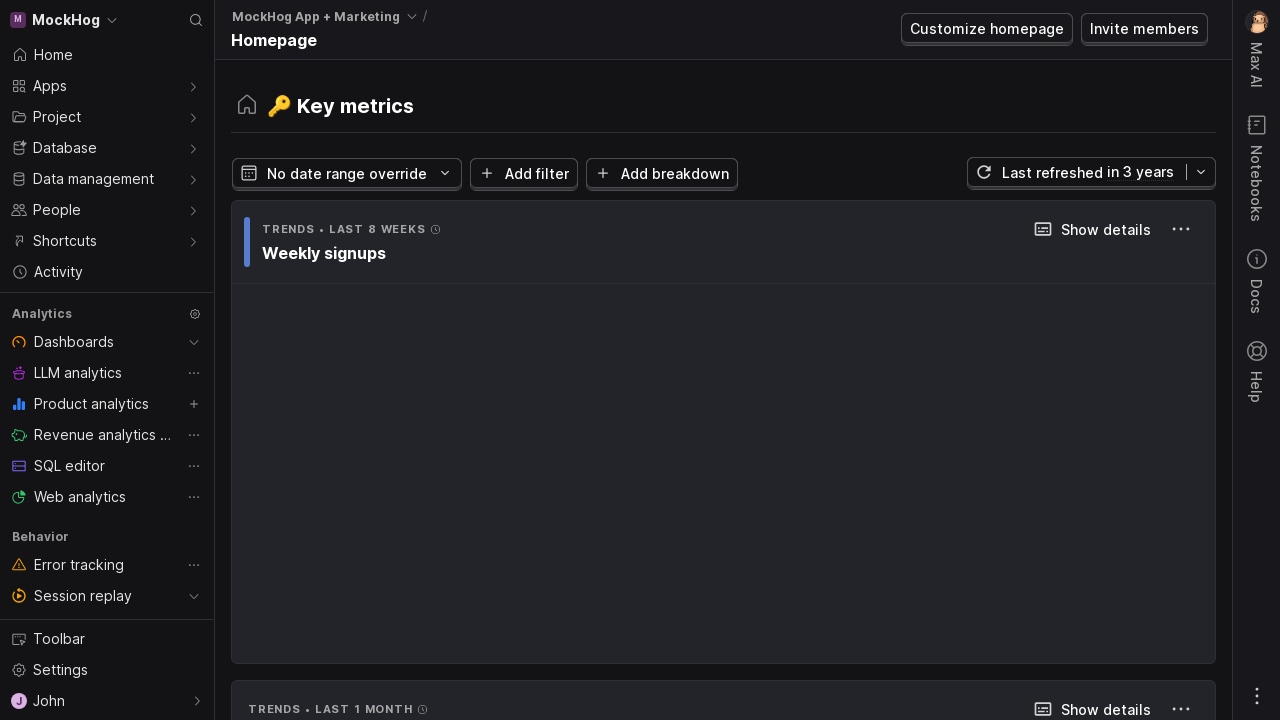 M MockHog
Home
Apps
Project
Database
Data management
People
Shortcuts
Activity
Analytics
Dashboards
LLM analytics
Product analytics
Revenue analytics ...
SQL editor
Web analytics
Behavior
Error tracking
Session replay
Toolbar
Settings
J John
MockHog App + Marketing /
Homepage
Customize homepage
Invite members
🔑 Key metrics
No date range override
Add filter
Add breakdown
Last refreshed in 3 years
TRENDS • LAST 8 WEEKS
Show details
Weekly signups
TRENDS • LAST 1 MONTH
Show details
Max AI
Notebooks
Docs
Help